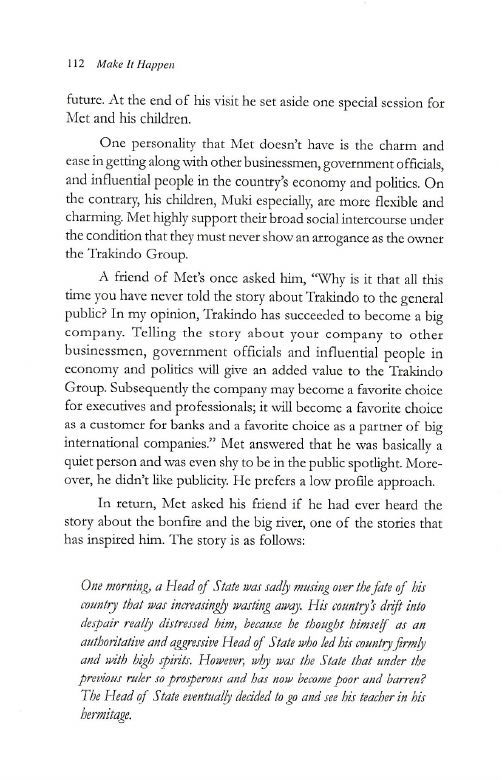 112 Make It Happen
future. At the end of his visit he set aside one special session for
Met and his children.
One personality that Met doesn't have is the charm and
ease in getting along with other businessmen, government officials,
and influential people in the country's economy and politics. On
the contrary, his children, Muki especially, are more flexible and
charming. Met highly support their broad social intercourse under
the condition that they must never show an arrogance as the owner
the Trakindo Group.
A friend of Met's once asked him, "Why is it that all this
time you have never told the story about Trakindo to the general
public? In my opinion, Trakindo has succeeded to become a big
company. Telling the story about your company to other
businessmen, government officials and influential people in
economy and politics will give an added value to the Trakindo
Group. Subsequently the company may become a favorite choice
for executives and professionals; it will become a favorite choice
as a customer for banks and a favorite choice as a partner of big
international companies." Met answered that he was basically a
quiet person and was even shy to be in the public spotlight. More-
over, he didn't like publicity. He prefers a low profile approach.
In return, Met asked his friend if he had ever heard the
story about the bonfire and the big river, one of the stories that
has inspired him. The story is as follows:
One morning, a Head of State was sadly musing over the fate of his
country that was increasingly wasting away. His country's drift into
despair really distressed him, because he thought himself as an
authoritative and aggressive Head of State who led his country firmly
and with high spirits. However, why was the State that under the
previous ruler so prosperous and has now become poor and barren?
The Head of State eventually decided to go and see his teacher in his
hermitage.